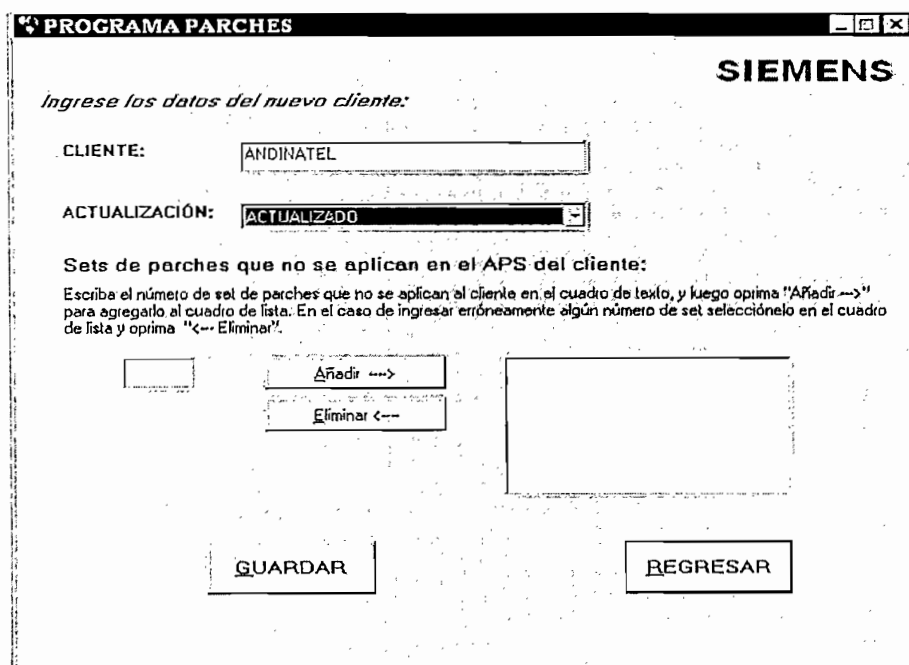 PROGRAMA PARCHES
SIEMENS
Ingrese los datos del nuevo cliente:
CLIENTE:
ANDINATEL
ACTUALIZACIÓN:
ACTUALIZADO
Sets de parches que no se aplican en el APS del cliente:
Escriba el número de set de parches que no se aplican al cliente en el cuadro de texto, y luego oprima "Añadir --->"
para agregarlo al cuadro de lista. En el caso de ingresar erróneamente algún número de set selecciónelo en el cuadro
de lista y oprima "<--- Eliminar".
Añadir --->
Eliminar <---
GUARDAR
REGRESAR